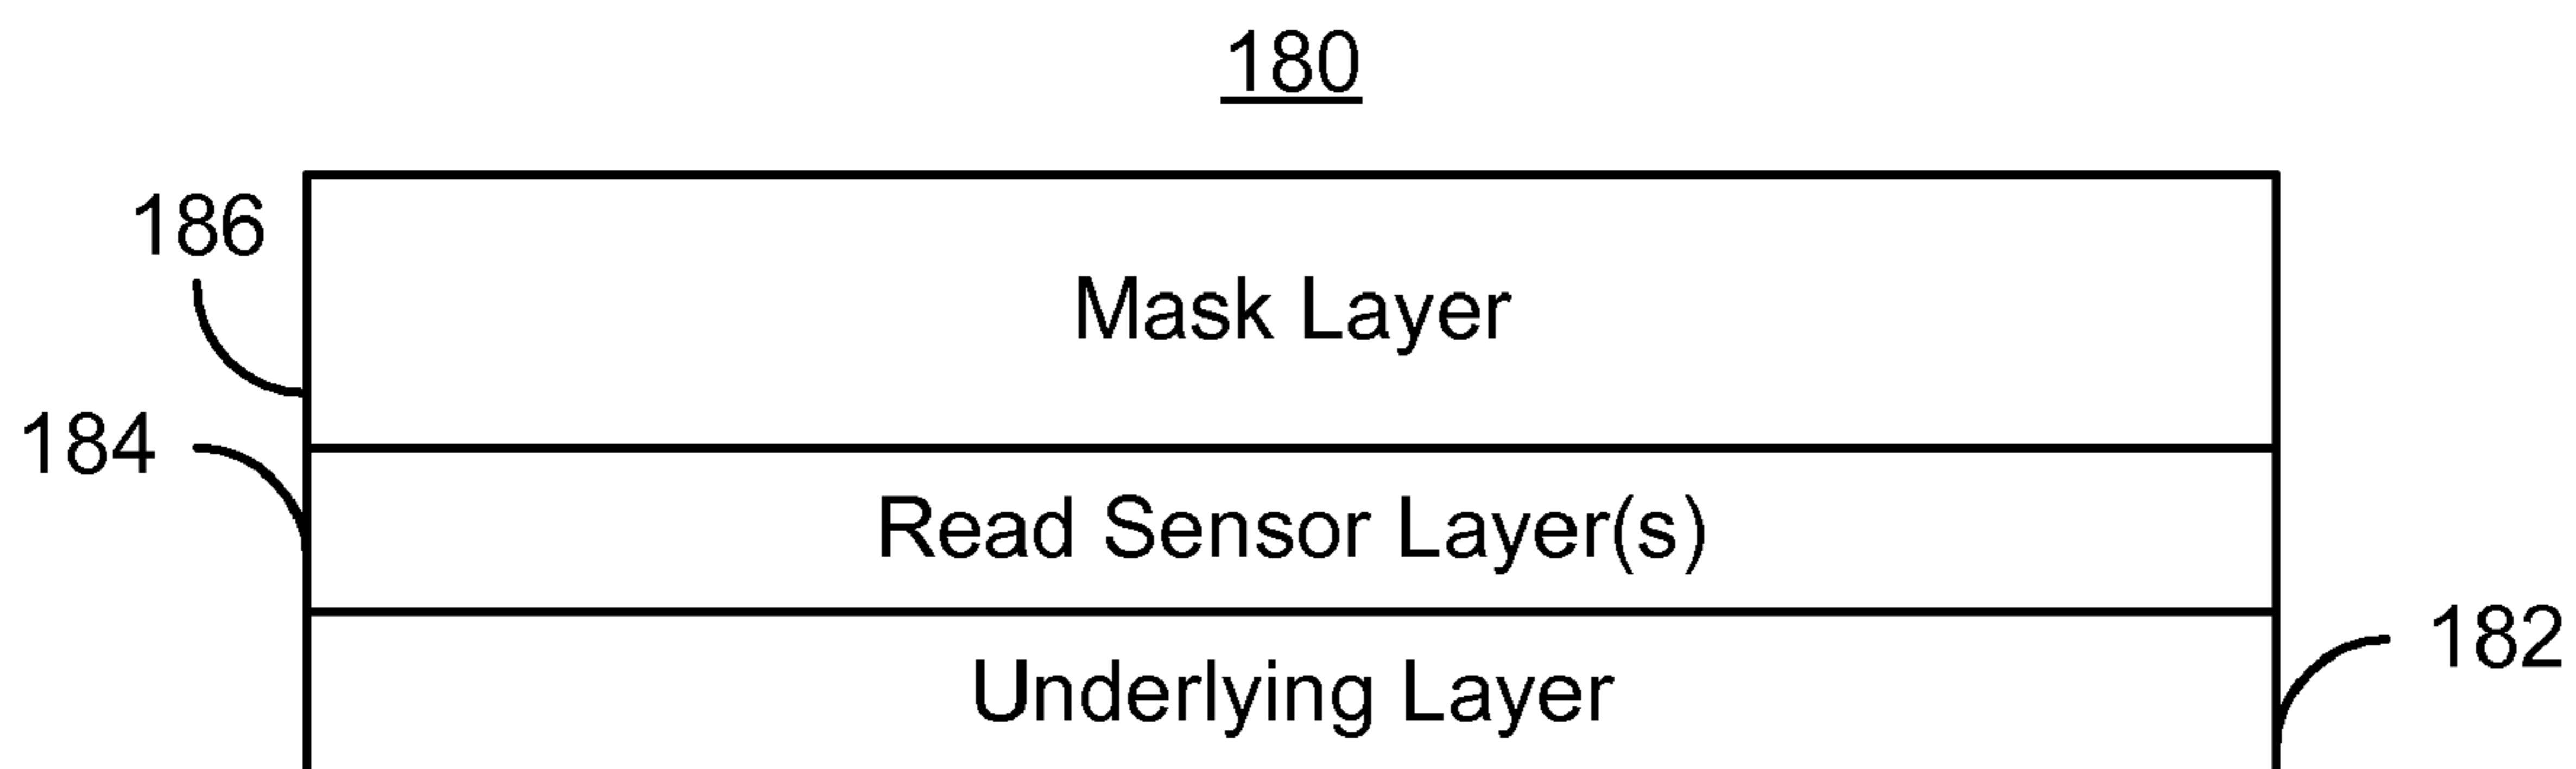 180
186
Mask Layer
184
Read Sensor Layer(s)
182
Underlying Layer